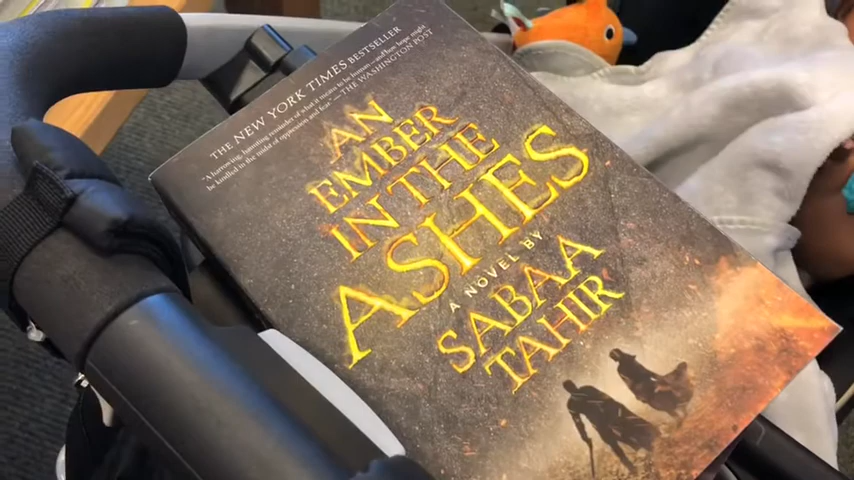 THE NEW YORK TIMES BESTSELLER
"A harrowing, haunting reminder of what it means to be human—and how hope might
be kindled in the midst of oppression and fear." —THE WASHINGTON POST
AN
EMBER
IN THE
ASHES
A NOVEL BY
SABAA
TAHIR